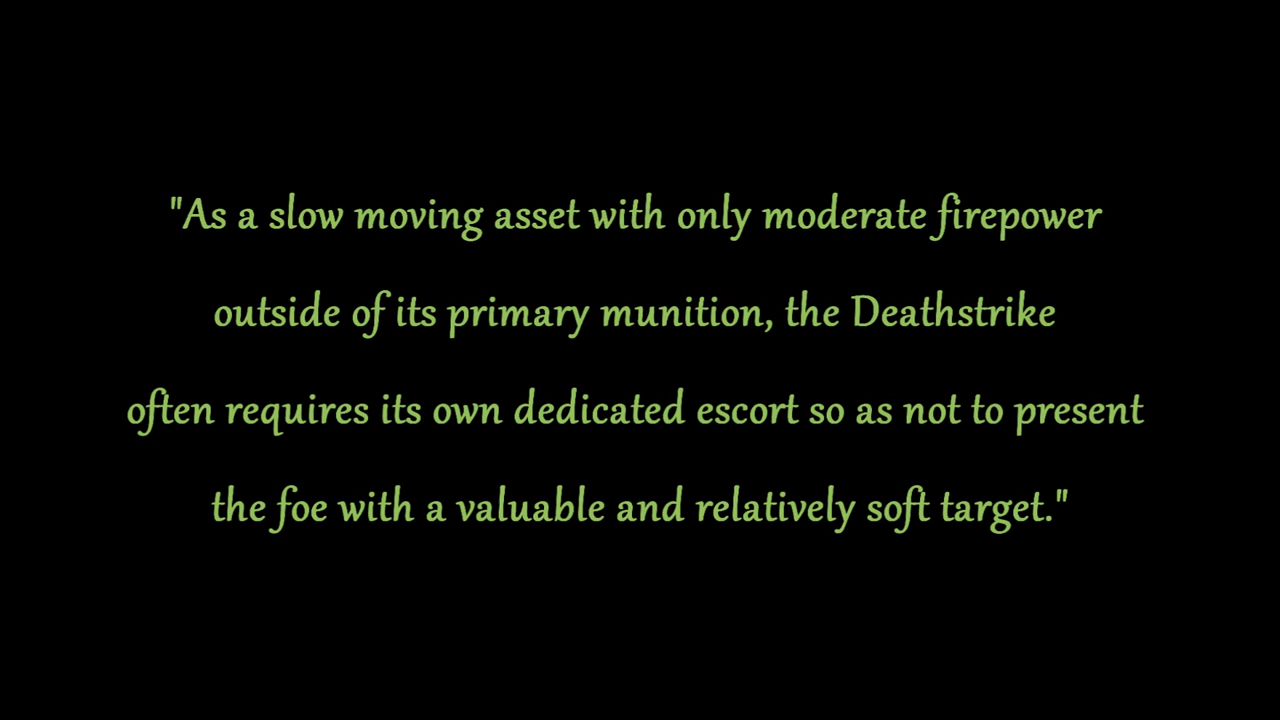 "As a slow moving asset with only moderate firepower
outside of its primary munition, the Deathstrike
often requires its own dedicated escort so as not to present
the foe with a valuable and relatively soft target."